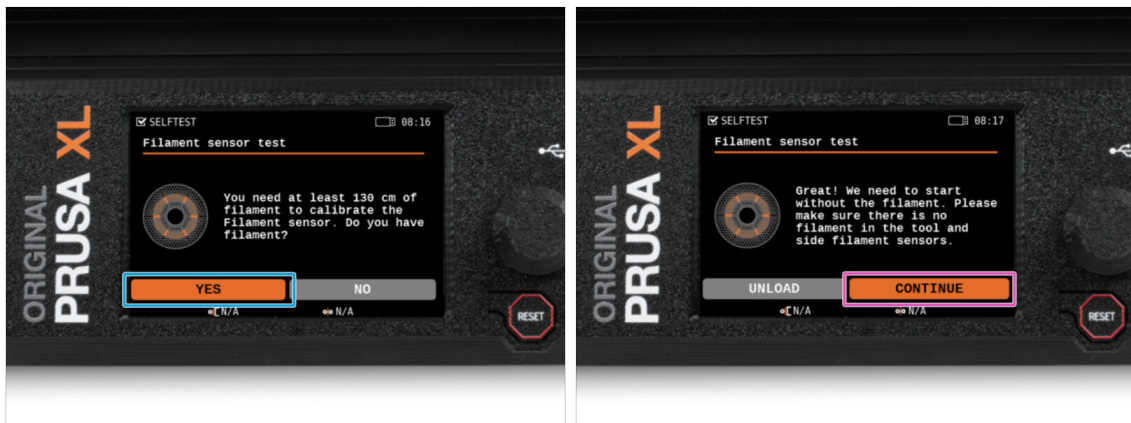 ORIGINAL
PRUSA XL
SELFTEST
08:16
Filament sensor test
You need at least 130 cm of
filament to calibrate the
Filament sensor. Do you have
filament?
YES
NO
N/A
N/A
RESET
ORIGINAL
PRUSA XL
SELFTEST
08:17
Filament sensor test
Great! We need to start
without the filament. Please
make sure there is no
filament in the tool and
side filament sensors.
UNLOAD
CONTINUE
N/A
N/A
RESET